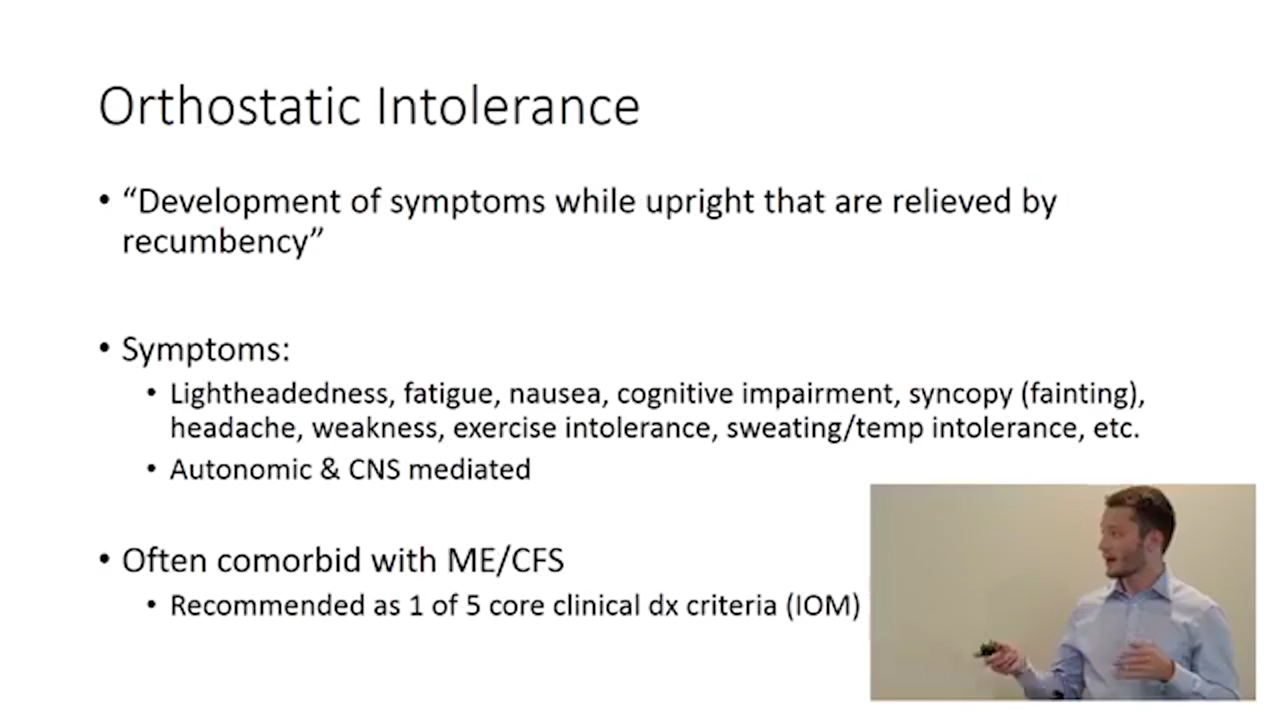 Orthostatic Intolerance
• “Development of symptoms while upright that are relieved by
recumbency”
• Symptoms:
• Lightheadedness, fatigue, nausea, cognitive impairment, syncopy (fainting),
headache, weakness, exercise intolerance, sweating/temp intolerance, etc.
• Autonomic & CNS mediated
• Often comorbid with ME/CFS
• Recommended as 1 of 5 core clinical dx criteria (IOM)